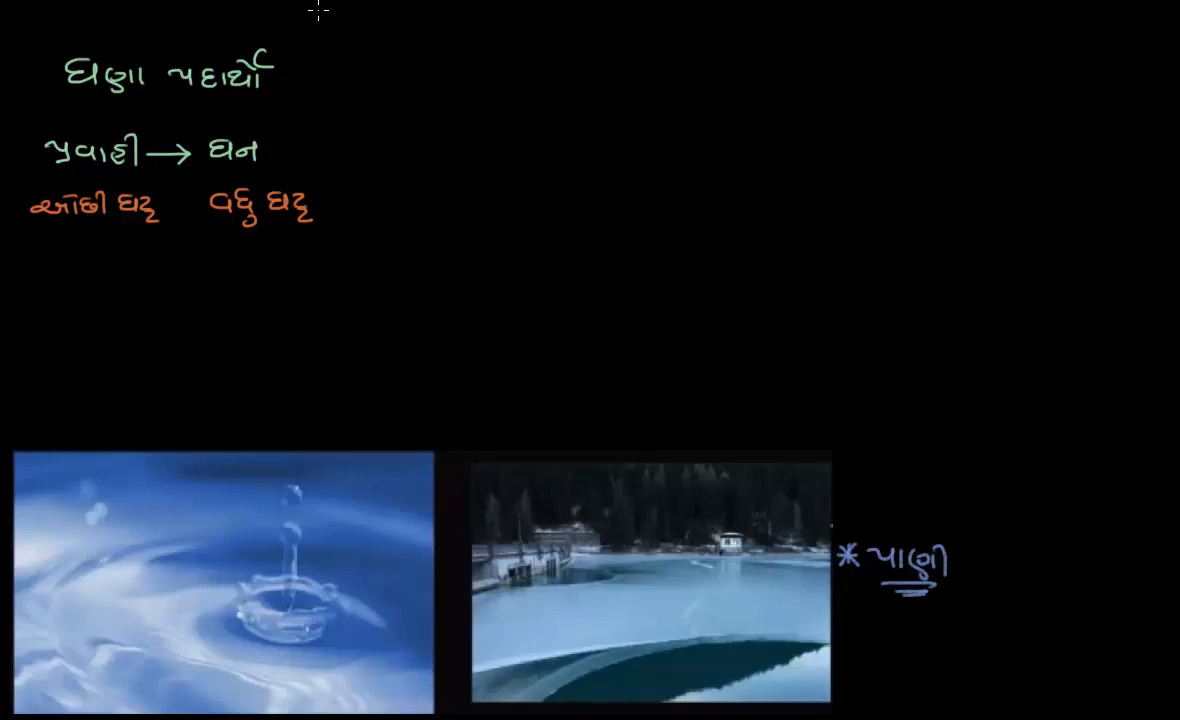 ઘણા પદાર્થો
પ્રવાહી → ઘન
ઓછી ઘટ્ટ વધુ ઘટ્ટ
* પાણી